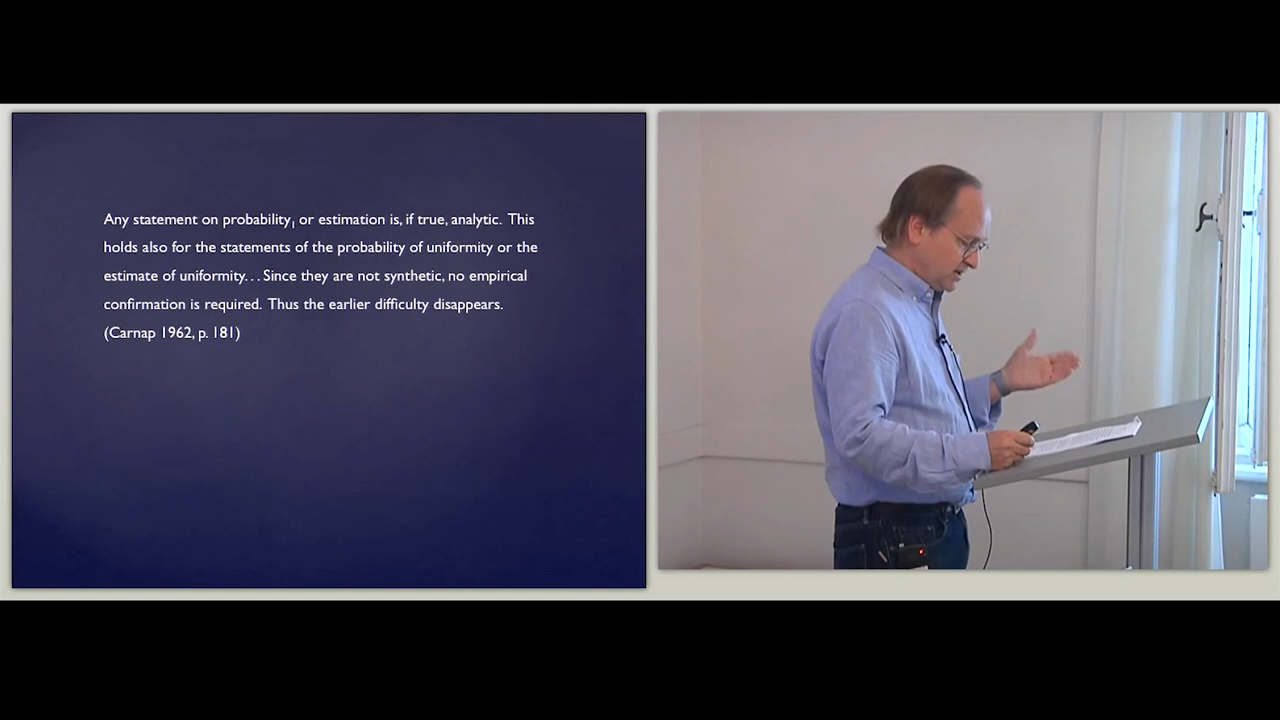 Any statement on probability₁ or estimation is, if true, analytic. This
holds also for the statements of the probability of uniformity or the
estimate of uniformity. . . Since they are not synthetic, no empirical
confirmation is required. Thus the earlier difficulty disappears.
(Carnap 1962, p. 181)